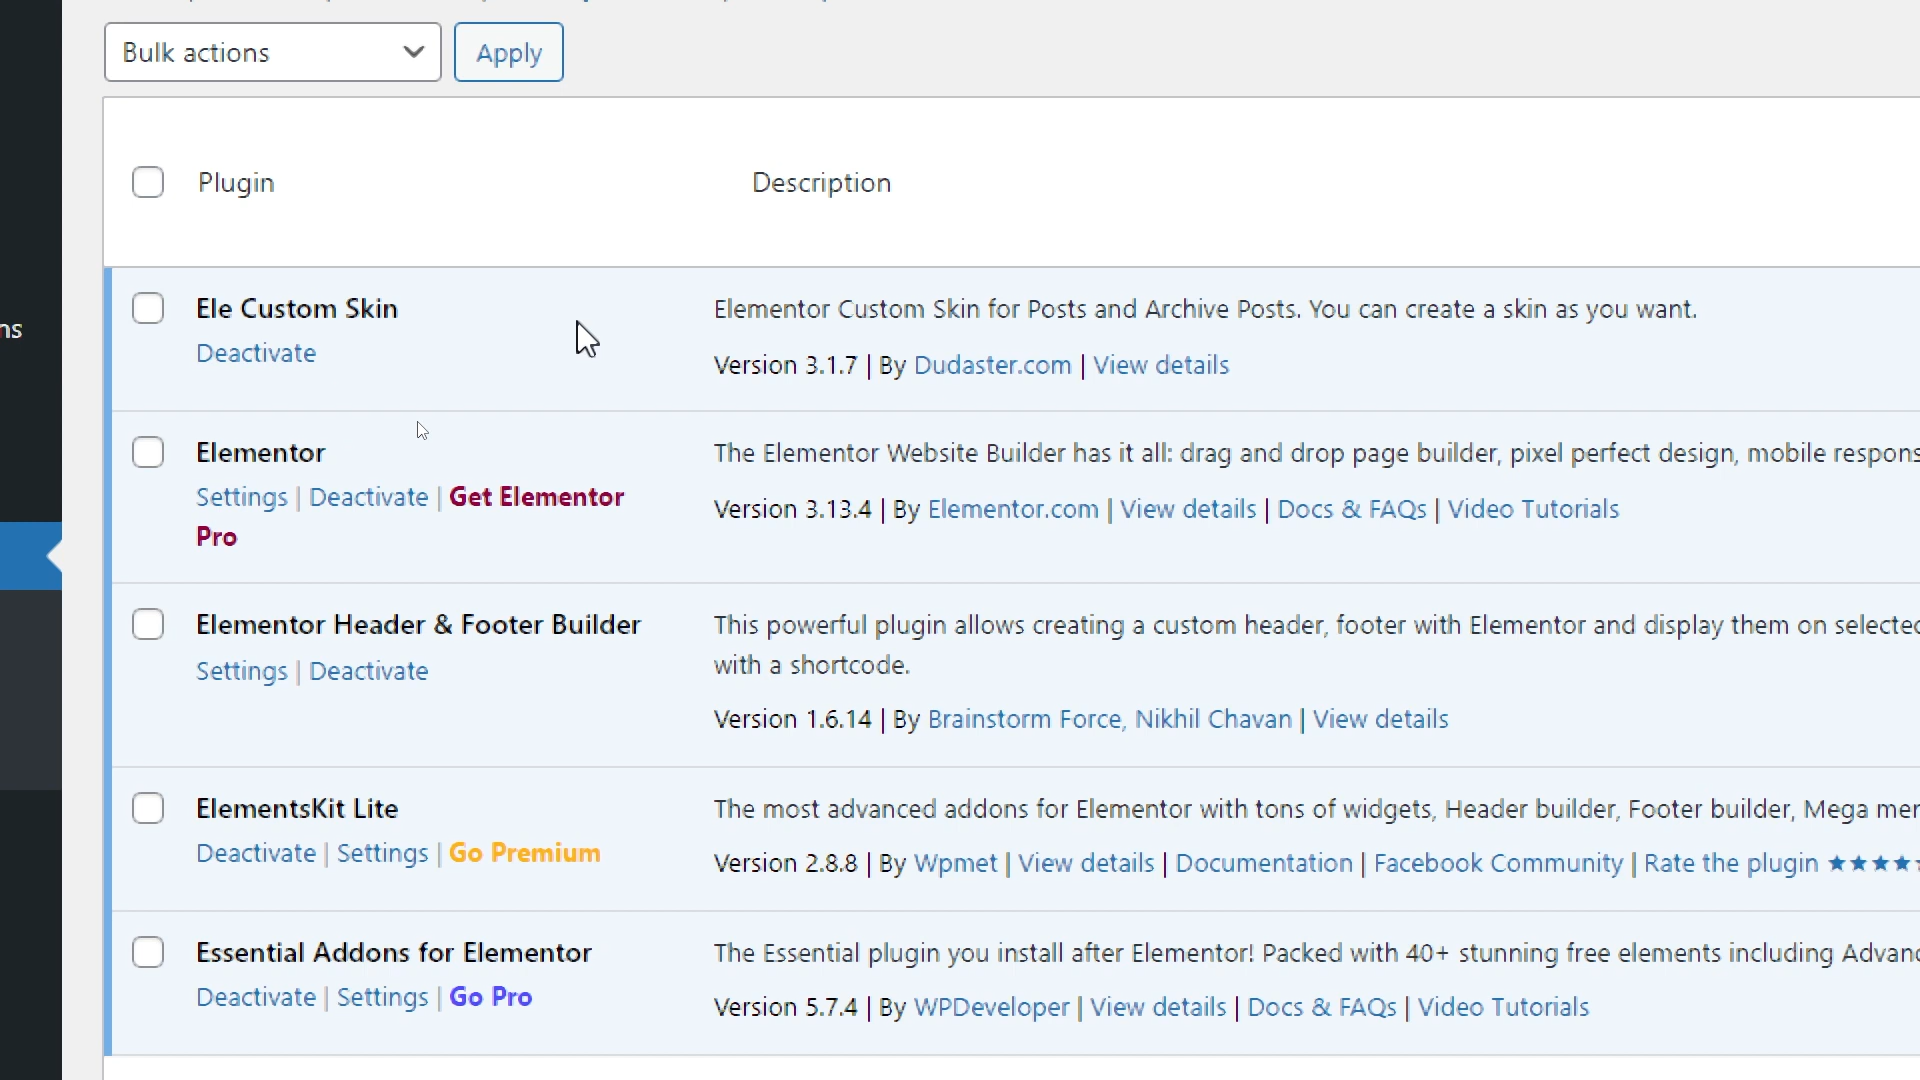 Bulk actions
Apply
Plugin
Description
Ele Custom Skin
Deactivate
Elementor Custom Skin for Posts and Archive Posts. You can create a skin as you want.
Version 3.1.7 | By Dudaster.com | View details
ns
Elementor
Settings | Deactivate | Get Elementor
Pro
The Elementor Website Builder has it all: drag and drop page builder, pixel perfect design, mobile respons
Version 3.13.4 | By Elementor.com | View details | Docs & FAQs | Video Tutorials
Elementor Header & Footer Builder
Settings | Deactivate
This powerful plugin allows creating a custom header, footer with Elementor and display them on selected
with a shortcode.
Version 1.6.14 | By Brainstorm Force, Nikhil Chavan | View details
ElementsKit Lite
Deactivate | Settings | Go Premium
The most advanced addons for Elementor with tons of widgets, Header builder, Footer builder, Mega mer
Version 2.8.8 | By Wpmet | View details | Documentation | Facebook Community | Rate the plugin ★★★★
Essential Addons for Elementor
Deactivate | Settings | Go Pro
The Essential plugin you install after Elementor! Packed with 40+ stunning free elements including Advanc
Version 5.7.4 | By WPDeveloper | View details | Docs & FAQs | Video Tutorials